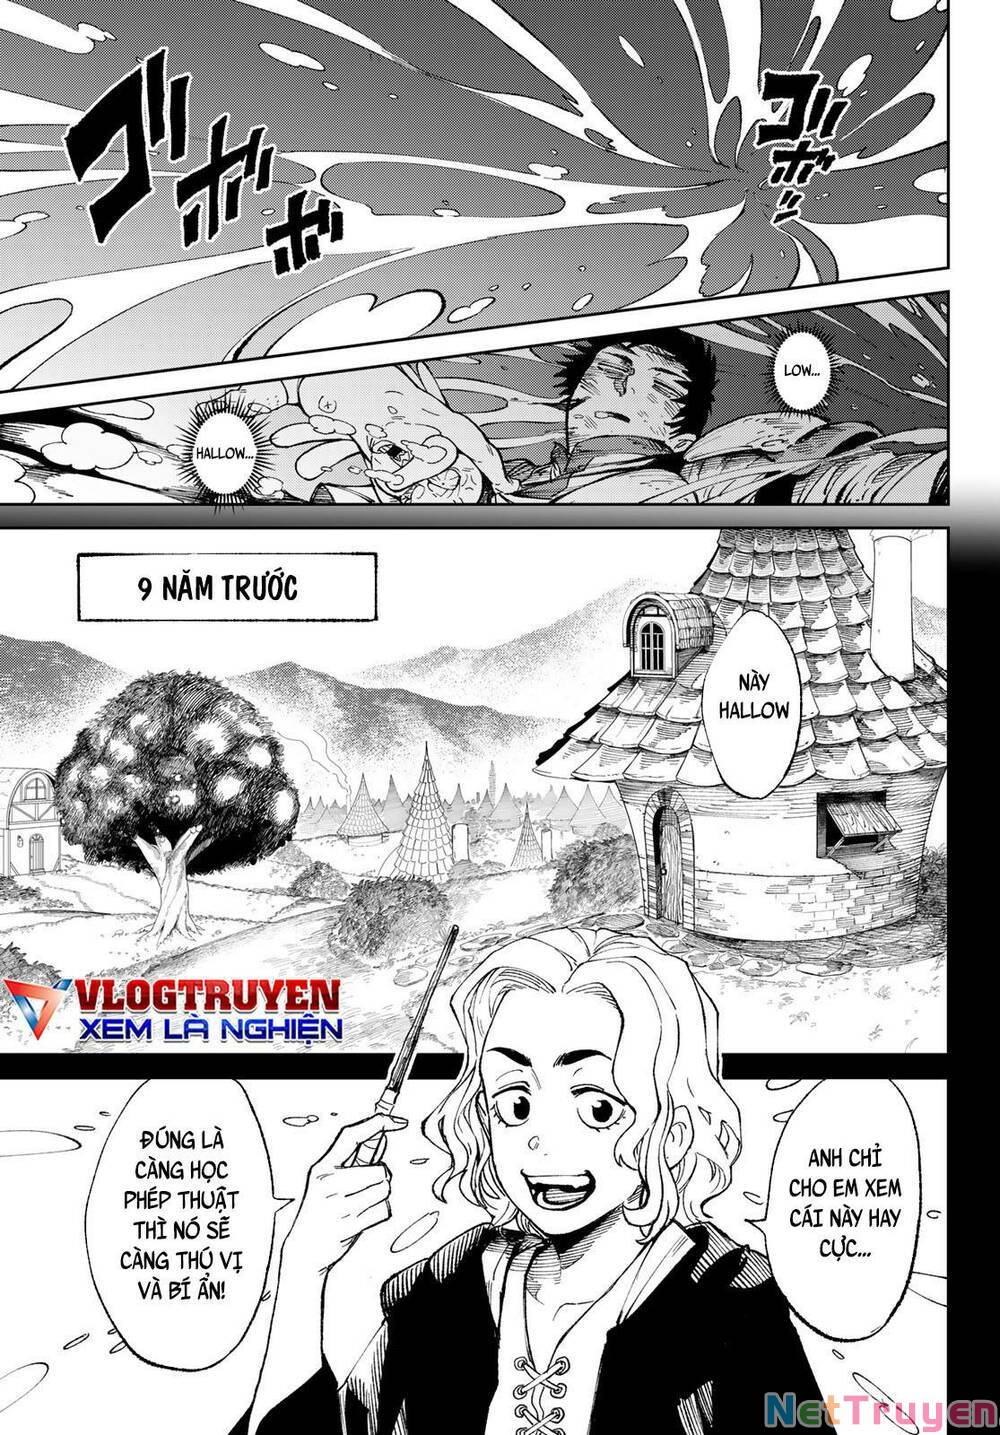 ゴ
ボ
ボ
ゴ
ボッ
LOW...
HALLOW...
9 NĂM TRƯỚC
NÀY
HALLOW
VLOGTRUYEN
XEM LÀ NGHIỆN
ANH CHỈ
CHO EM XEM
CÁI NÀY HAY
CỰC...
ĐÚNG LÀ
CÀNG HỌC
PHÉP THUẬT
THÌ NÓ SẼ
CÀNG THÚ VỊ
VÀ BÍ ẨN!
NetTruyen